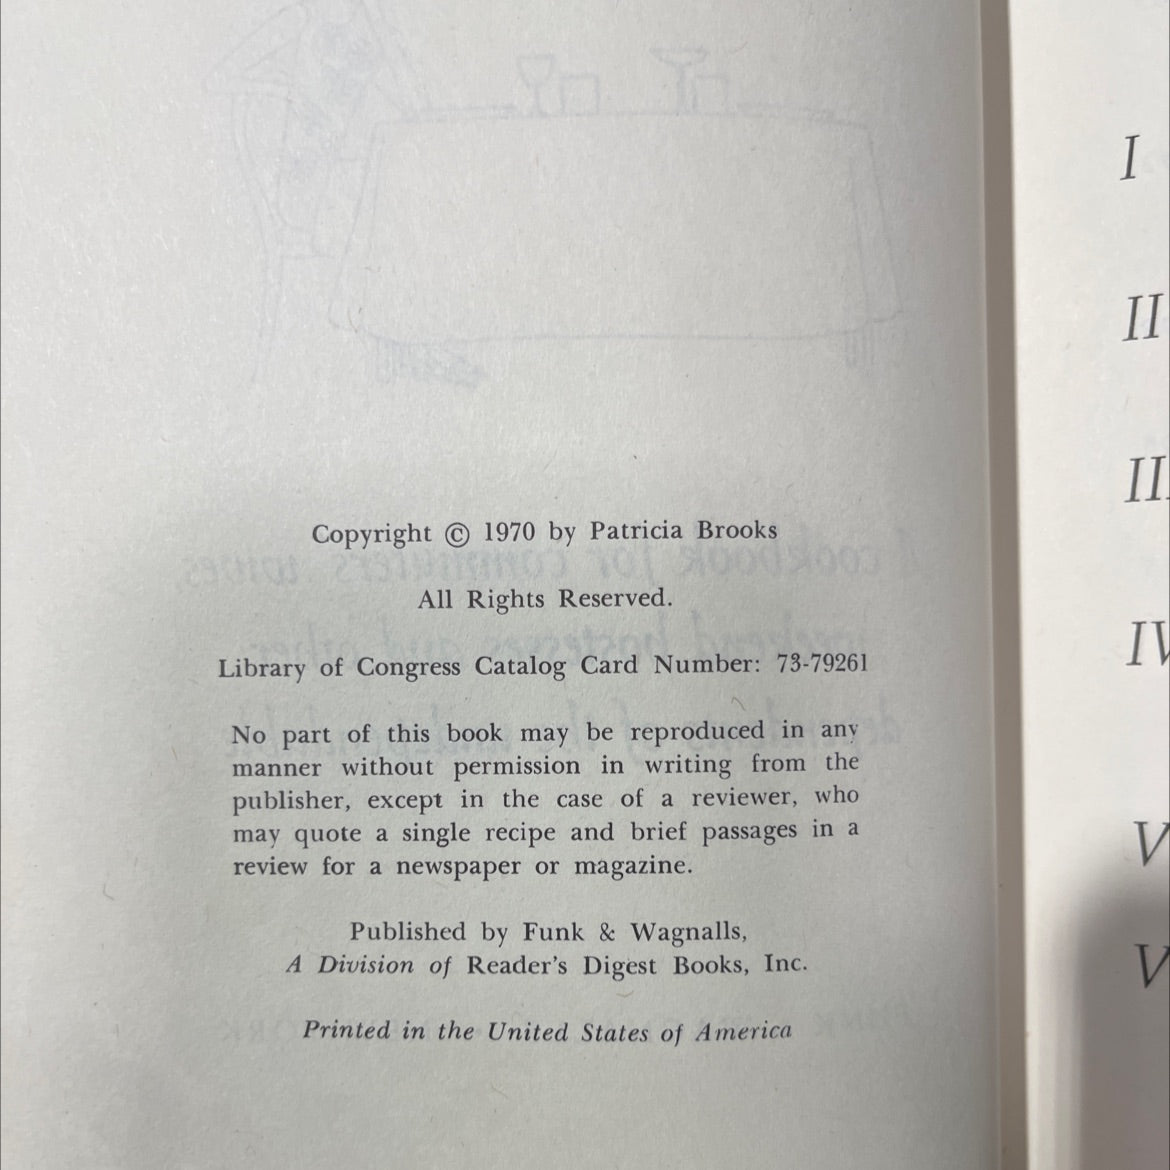 Copyright © 1970 by Patricia Brooks
All Rights Reserved.
Library of Congress Catalog Card Number: 73-79261
No part of this book may be reproduced in any
manner without permission in writing from the
publisher, except in the case of a reviewer, who
may quote a single recipe and brief passages in a
review for a newspaper or magazine.
Published by Funk & Wagnalls,
A Division of Reader's Digest Books, Inc.
Printed in the United States of America
I
II